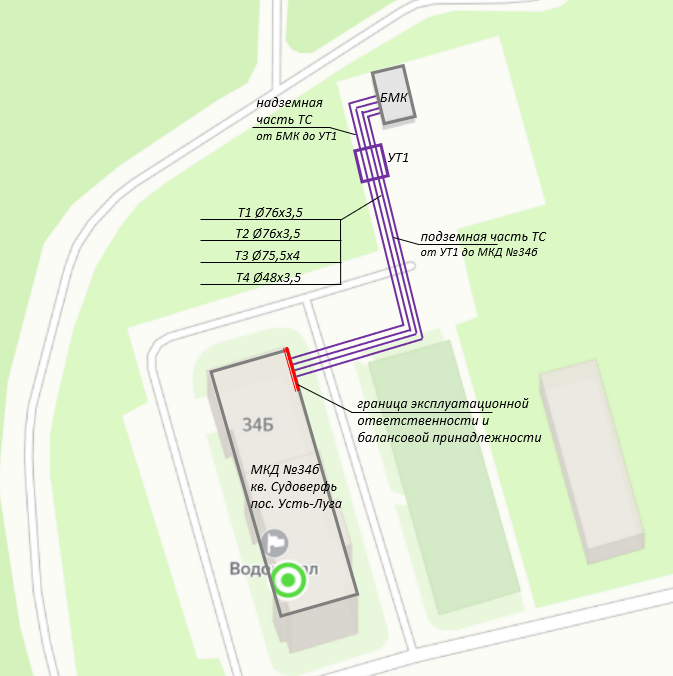 БМК
надземная
часть ТС
от БМК до УТ1
УТ1
Т1 Ø76х3,5
Т2 Ø76х3,5
Т3 Ø75,5х4
Т4 Ø48х3,5
подземная часть ТС
от УТ1 до МКД №34б
граница эксплуатационной
ответственности и
балансовой принадлежности
34Б
МКД №34б
кв. Судоверфь
пос. Усть-Луга